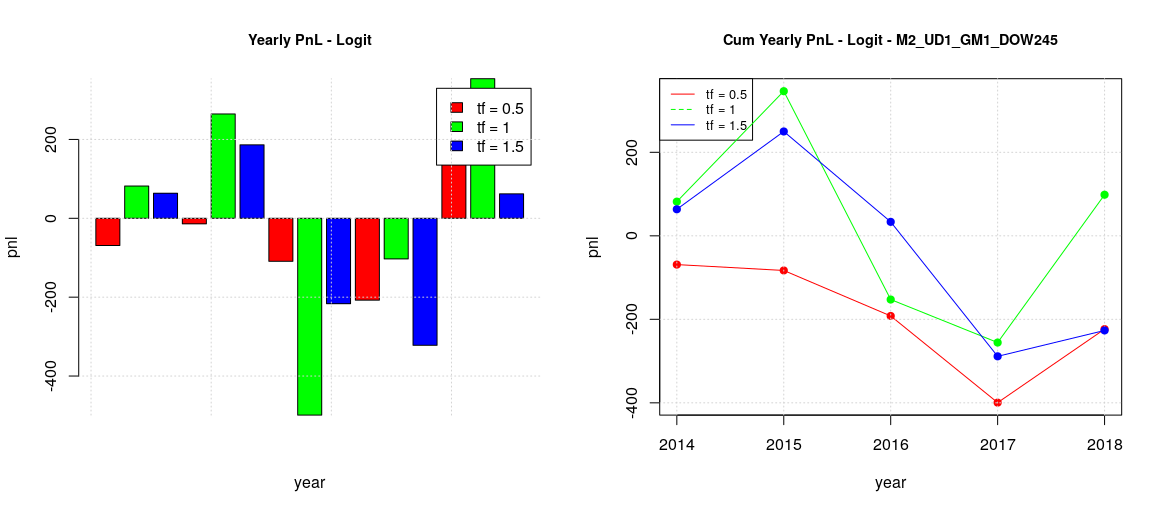 Yearly PnL - Logit
pnl
200
0
-200
-400
tf = 0.5
tf = 1
tf = 1.5
year
Cum Yearly PnL - Logit - M2_UD1_GM1_DOW245
pnl
200
0
-200
-400
tf = 0.5
tf = 1
tf = 1.5
2014 2015 2016 2017 2018
year